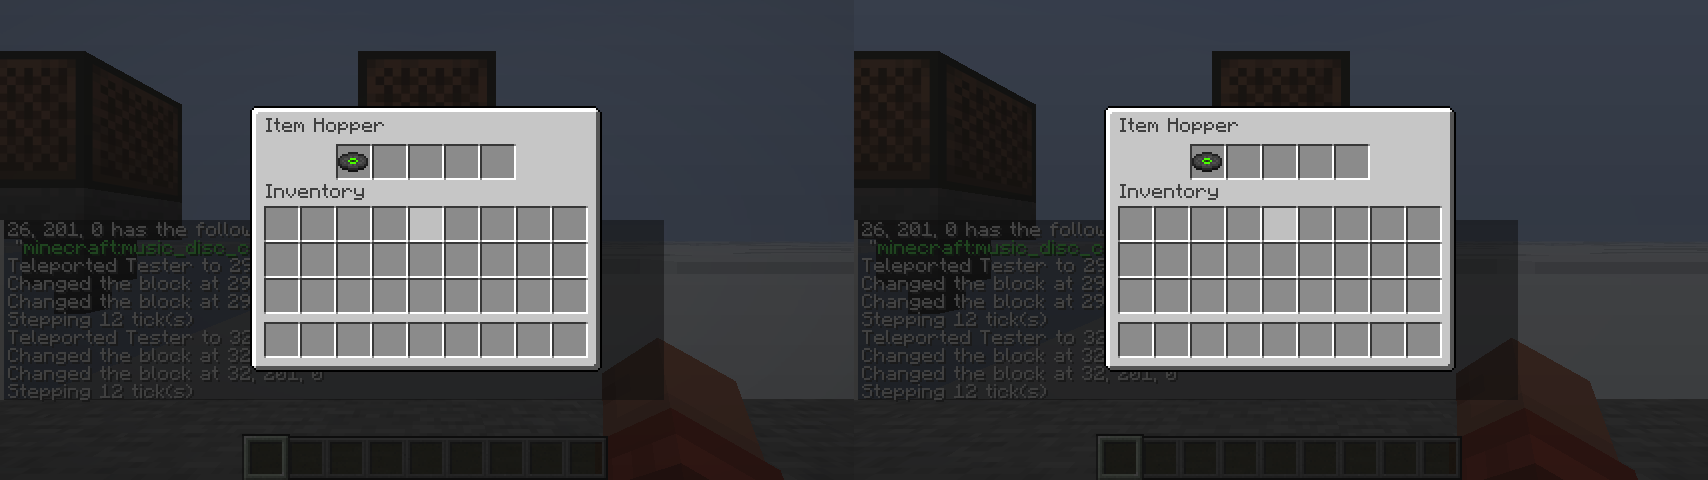 Item Hopper
Inventory
26, 201, 0 has the follow
"minecraft:music_disc_c
Teleported Tester to 29
Changed the block at 29
Changed the block at 29
Stepping 12 tick(s)
Teleported Tester to 32
Changed the block at 32
Changed the block at 32, 201, 0
Stepping 12 tick(s)
Item Hopper
Inventory
26, 201, 0 has the follow
"minecraft:music_disc_c
Teleported Tester to 29
Changed the block at 29
Changed the block at 29
Stepping 12 tick(s)
Teleported Tester to 32
Changed the block at 32
Changed the block at 32, 201, 0
Stepping 12 tick(s)